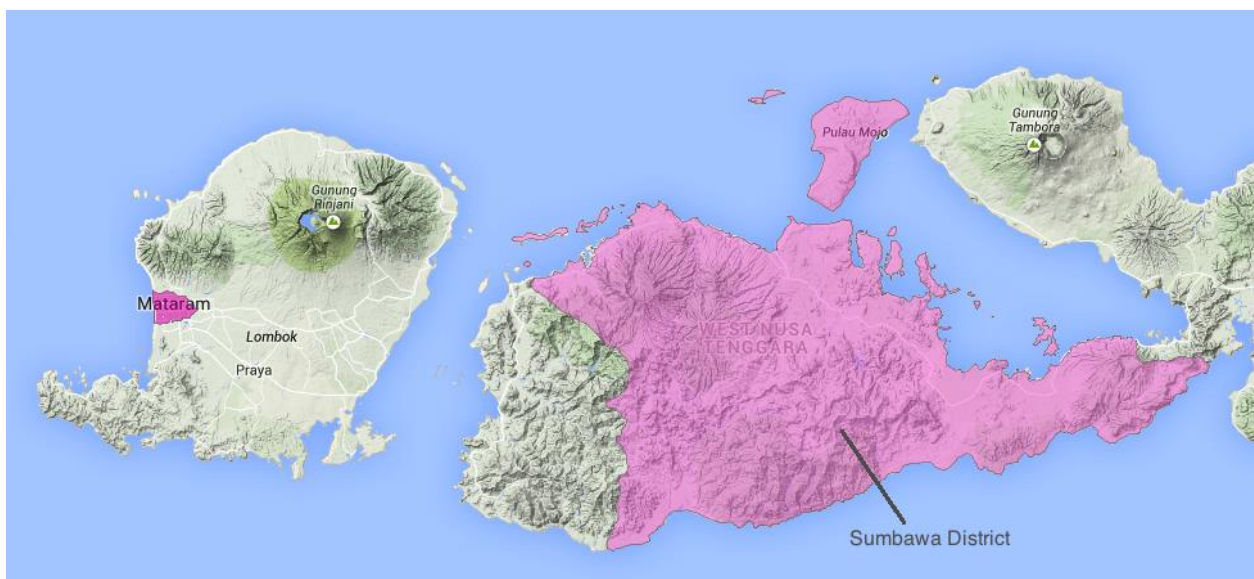 Gunung
Tambora
Pulau Mojo
Gunung
Rinjani
Mataram
Lombok
Praya
WEST NUSA
TENGGARA
Sumbawa District